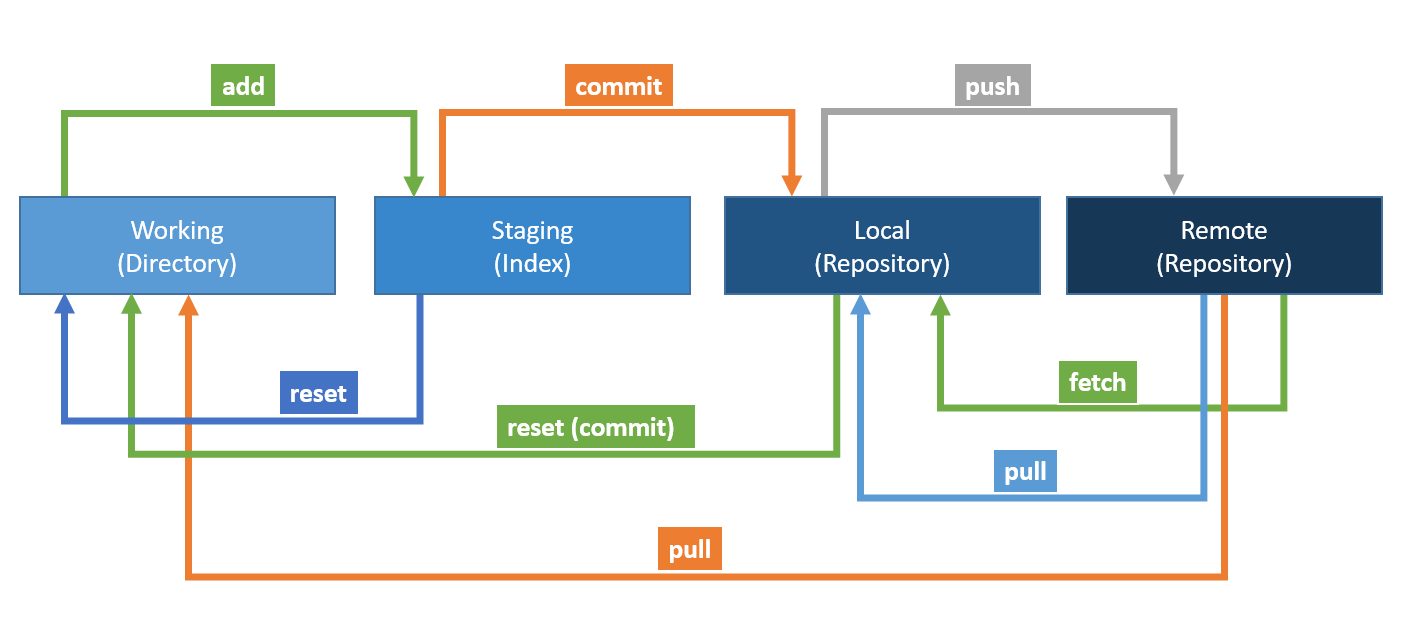 add
commit
push
Working
(Directory)
Staging
(Index)
Local
(Repository)
Remote
(Repository)
reset
fetch
reset (commit)
pull
pull